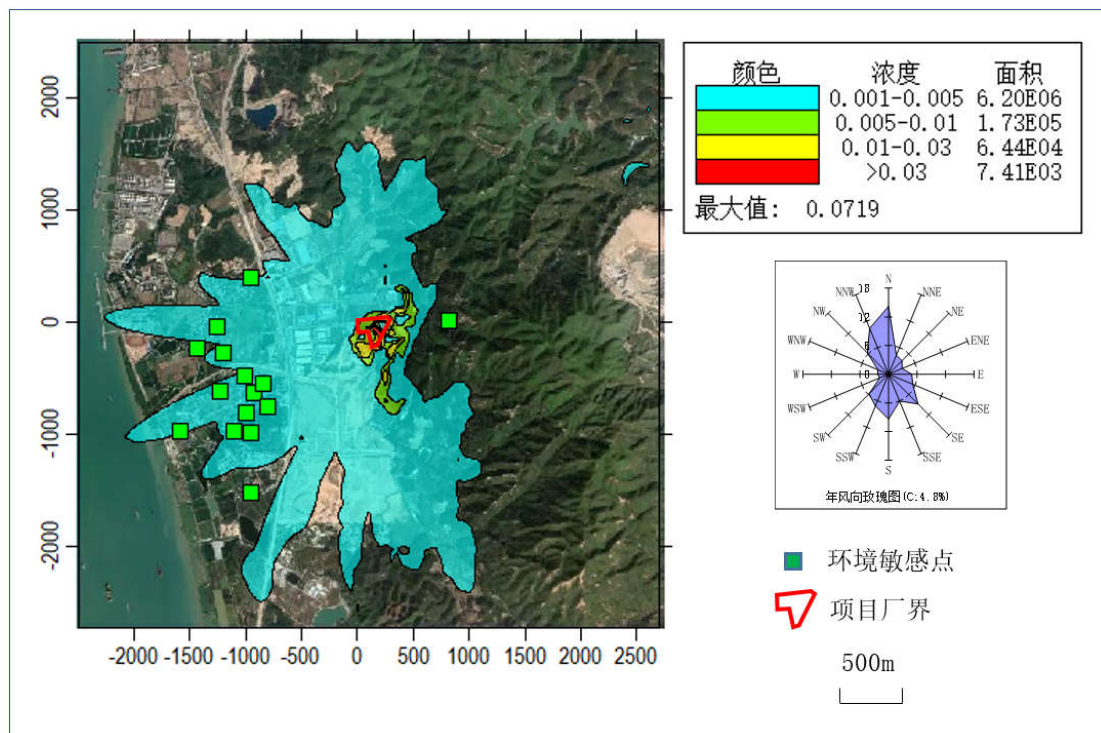 2000
1000
0
-1000
-2000
-2000 -1500 -1000 -500 0 500 1000 1500 2000 2500
颜色 浓度 面积
0.001-0.005 6.20E06
0.005-0.01 1.73E05
0.01-0.03 6.44E04
>0.03 7.41E03
最大值: 0.0719
N
NNW 18 NNE
NW 12 NE
WNW 6 ENE
W 0 E
WSW ESE
SW SE
SSW SSE
S
年风向玫瑰图(C:4.8%)
环境敏感点
项目厂界
500m